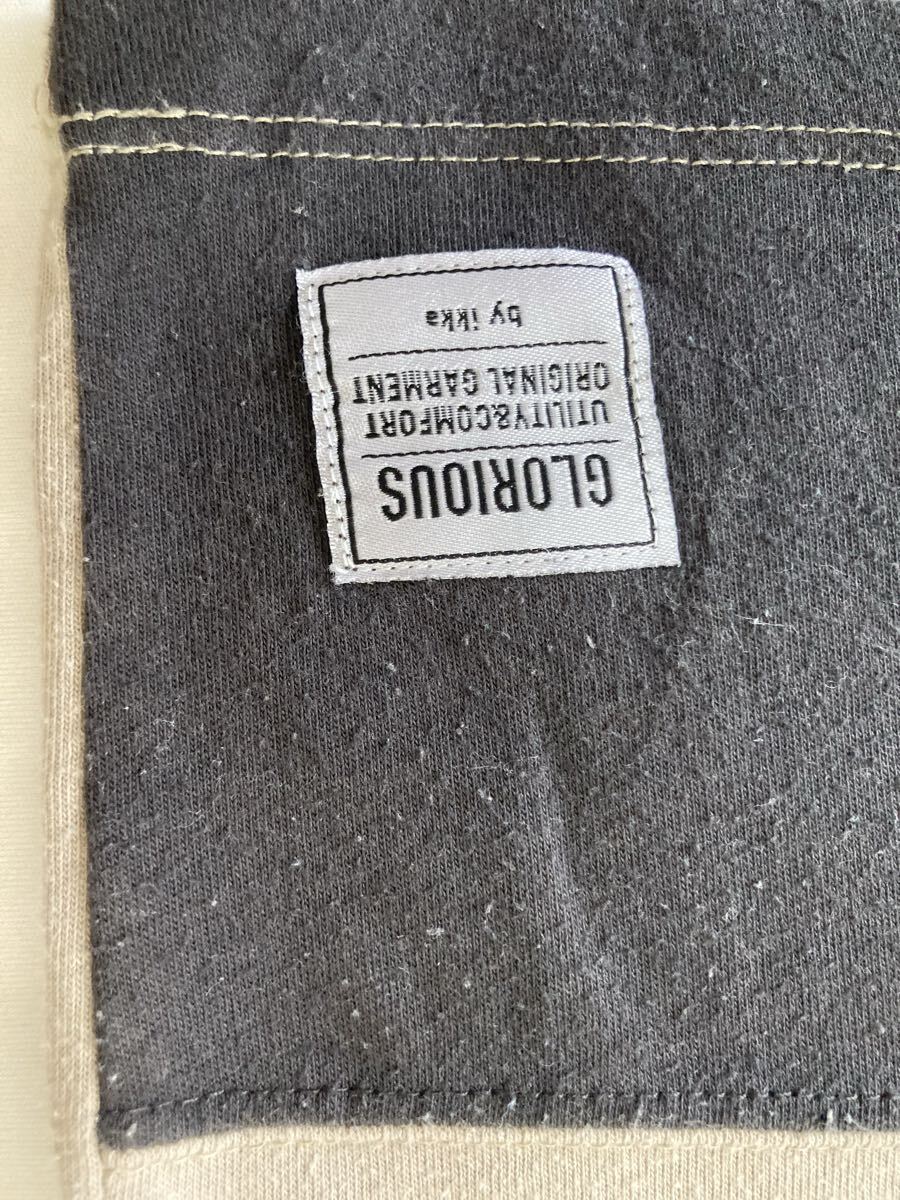 GLORIOUS
UTILITY&COMFORT
ORIGINAL GARMENT
by ikka